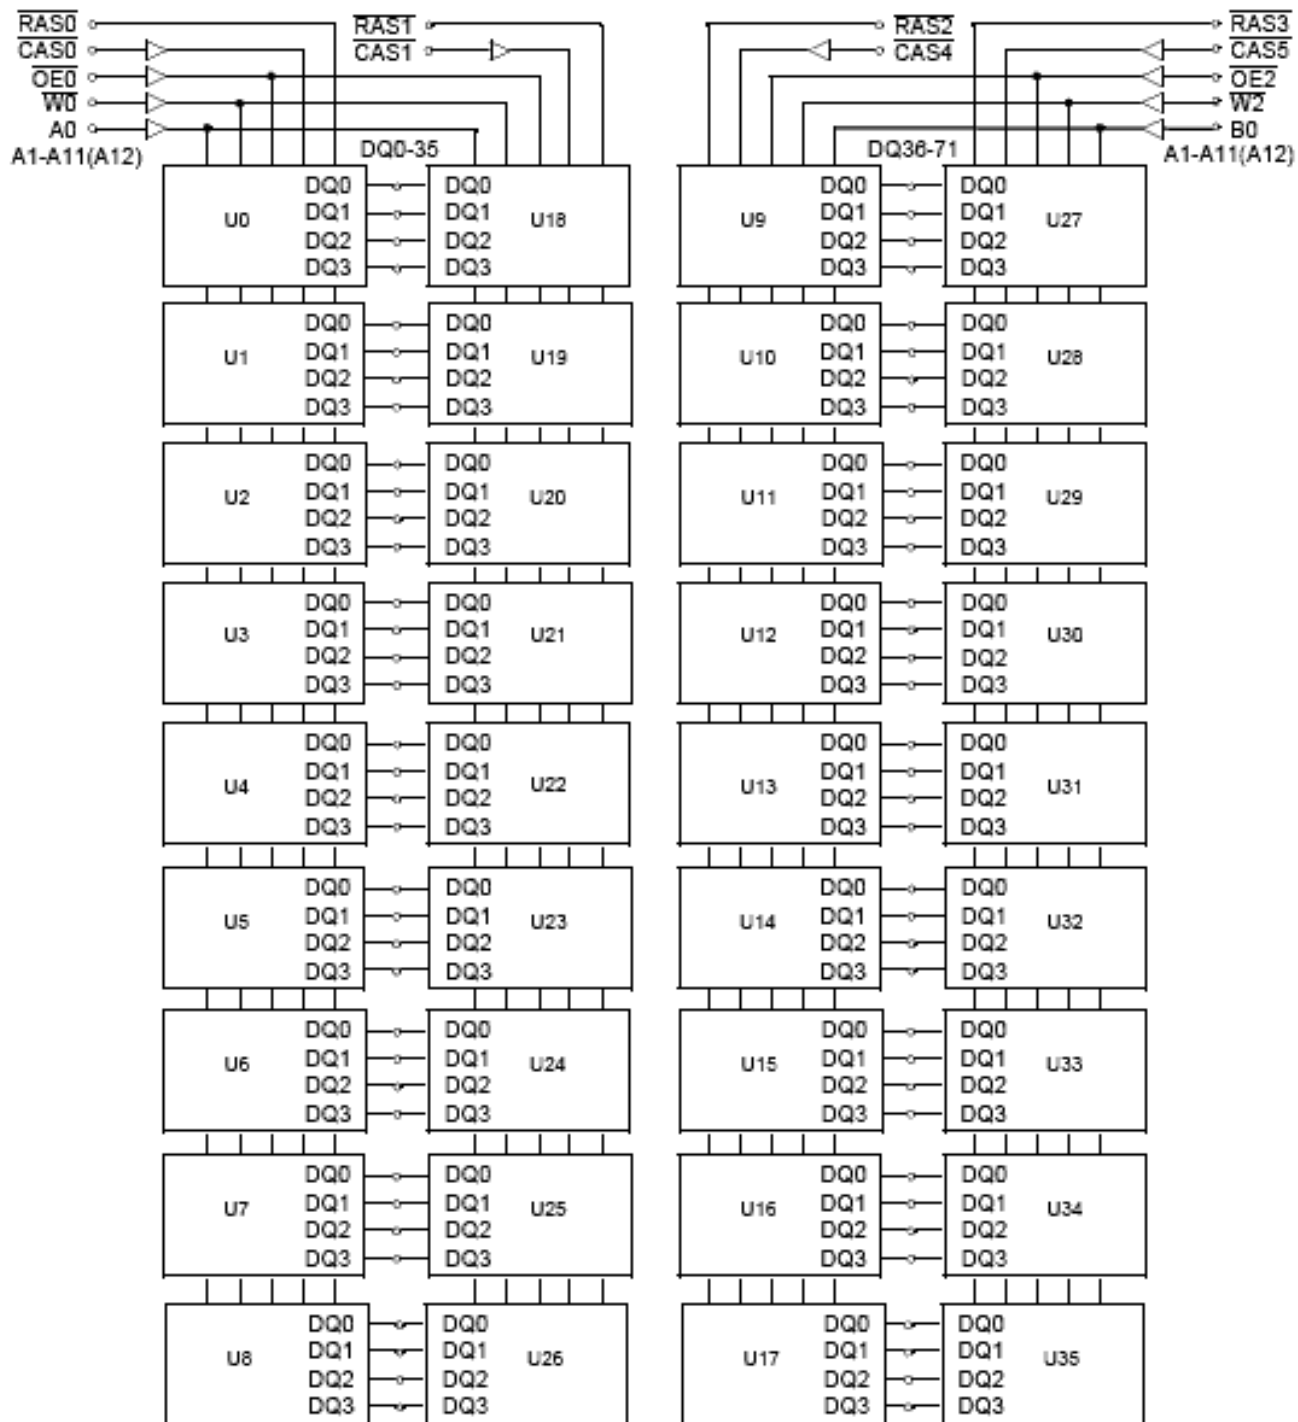 RAS0 RAS1 RAS2 RAS3
CAS0 CAS1 CAS4 CAS5
OE0 OE2
W0 W2
A0 B0
A1-A11(A12) DQ0-35 DQ36-71 A1-A11(A12)
DQ0 DQ0 DQ0 DQ0
DQ1 DQ1 DQ1 DQ1
U0 U18 U9 U27
DQ2 DQ2 DQ2 DQ2
DQ3 DQ3 DQ3 DQ3
DQ0 DQ0 DQ0 DQ0
DQ1 DQ1 DQ1 DQ1
U1 U19 U10 U28
DQ2 DQ2 DQ2 DQ2
DQ3 DQ3 DQ3 DQ3
DQ0 DQ0 DQ0 DQ0
DQ1 DQ1 DQ1 DQ1
U2 U20 U11 U29
DQ2 DQ2 DQ2 DQ2
DQ3 DQ3 DQ3 DQ3
DQ0 DQ0 DQ0 DQ0
DQ1 DQ1 DQ1 DQ1
U3 U21 U12 U30
DQ2 DQ2 DQ2 DQ2
DQ3 DQ3 DQ3 DQ3
DQ0 DQ0 DQ0 DQ0
DQ1 DQ1 DQ1 DQ1
U4 U22 U13 U31
DQ2 DQ2 DQ2 DQ2
DQ3 DQ3 DQ3 DQ3
DQ0 DQ0 DQ0 DQ0
DQ1 DQ1 DQ1 DQ1
U5 U23 U14 U32
DQ2 DQ2 DQ2 DQ2
DQ3 DQ3 DQ3 DQ3
DQ0 DQ0 DQ0 DQ0
DQ1 DQ1 DQ1 DQ1
U6 U24 U15 U33
DQ2 DQ2 DQ2 DQ2
DQ3 DQ3 DQ3 DQ3
DQ0 DQ0 DQ0 DQ0
DQ1 DQ1 DQ1 DQ1
U7 U25 U16 U34
DQ2 DQ2 DQ2 DQ2
DQ3 DQ3 DQ3 DQ3
DQ0 DQ0 DQ0 DQ0
DQ1 DQ1 DQ1 DQ1
U8 U26 U17 U35
DQ2 DQ2 DQ2 DQ2
DQ3 DQ3 DQ3 DQ3